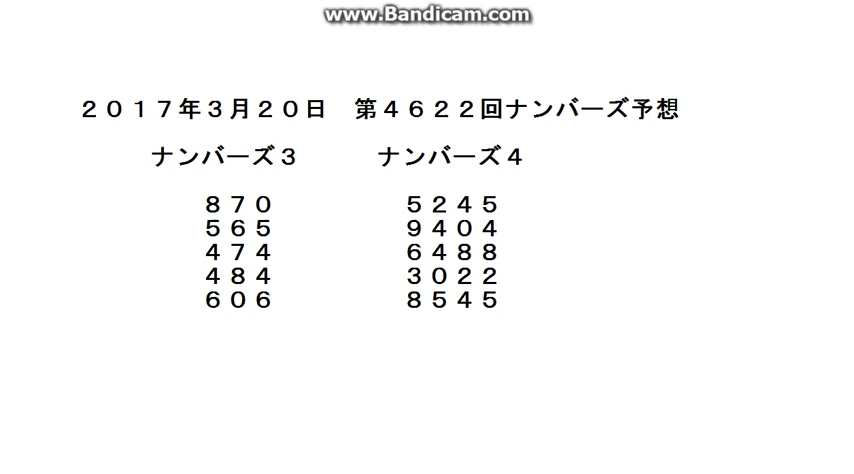 www.Bandicam.com
２０１７年３月２０日　第４６２２回ナンバーズ予想
ナンバーズ３　ナンバーズ４
８７０　５２４５
５６５　９４０４
４７４　６４８８
４８４　３０２２
６０６　８５４５